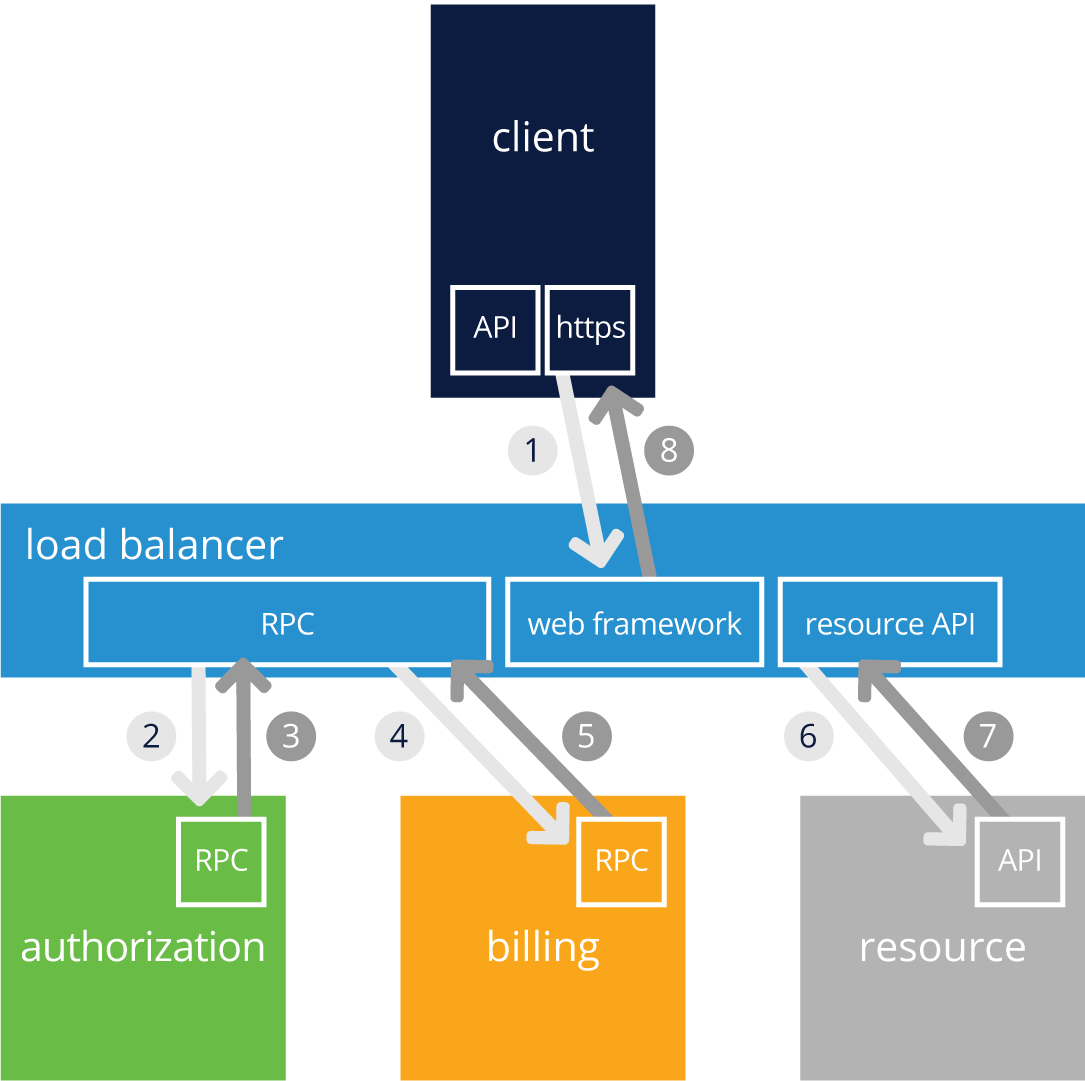 client
API
https
1
8
load balancer
RPC
web framework
resource API
2
3
4
5
6
7
RPC
RPC
API
authorization
billing
resource